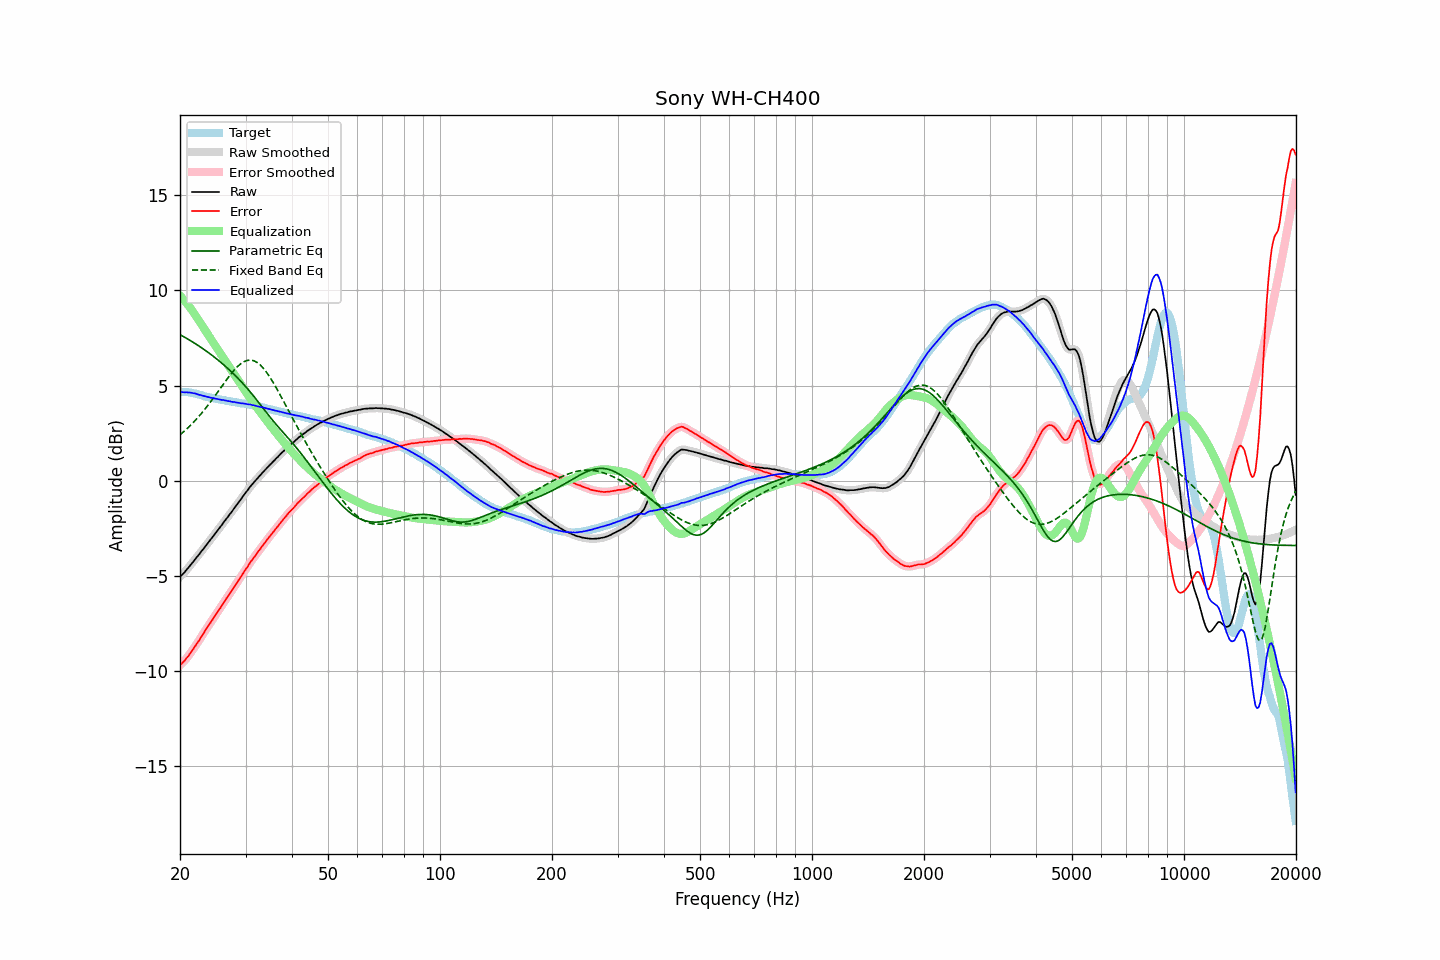 Sony WH-CH400
Target
Raw Smoothed
Error Smoothed
Raw
Error
Equalization
Parametric Eq
Fixed Band Eq
Equalized
15
10
5
0
−5
−10
−15
Amplitude (dBr)
20
50
100
200
500
1000
2000
5000
10000
20000
Frequency (Hz)